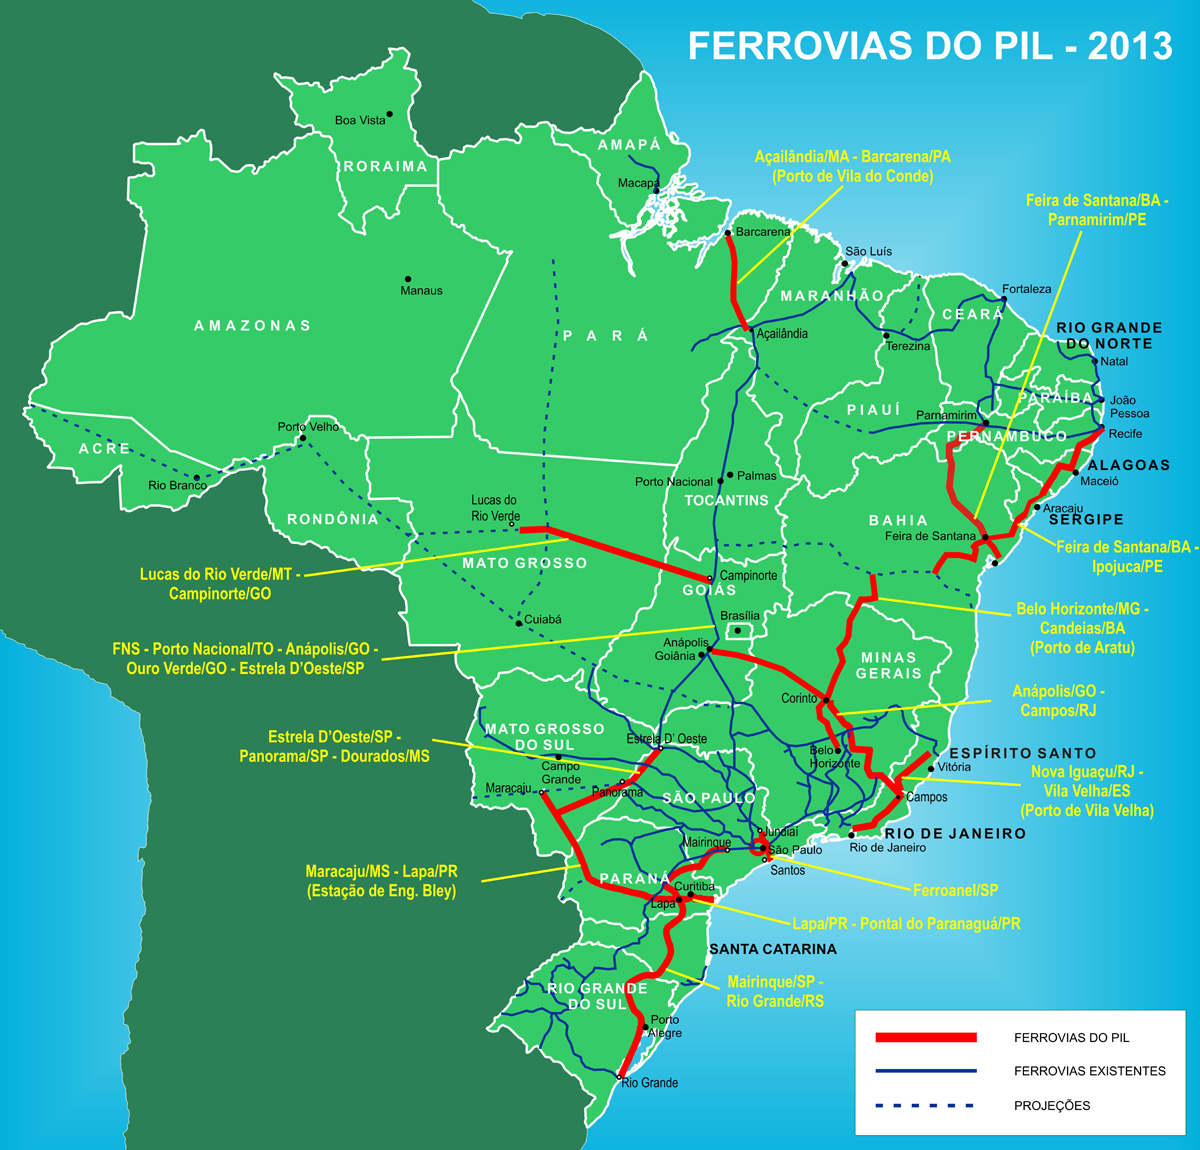 FERROVIAS DO PIL - 2013
Boa Vista
RORAIMA
AMAPÁ
Macapá
Açailândia/MA - Barcarena/PA
(Porto de Vila do Conde)
Feira de Santana/BA -
Parnamirim/PE
Barcarena
São Luís
Manaus
AMAZONAS
PARÁ
MARANHÃO
Fortaleza
CEARÁ
Açailândia
Terezina
RIO GRANDE
DO NORTE
Natal
PARAÍBA
João
Pessoa
PIAUÍ
Parnamirim
PERNAMBUCO
Recife
Porto Velho
ACRE
Rio Branco
RONDÔNIA
Lucas do
Rio Verde
Porto Nacional
Palmas
TOCANTINS
ALAGOAS
Maceió
Aracaju
SERGIPE
BAHIA
Feira de Santana
Feira de Santana/BA -
Ipojuca/PE
MATO GROSSO
Lucas do Rio Verde/MT -
Campinorte/GO
Campinorte
GOIÁS
Brasília
Cuiabá
Belo Horizonte/MG -
Candeias/BA
(Porto de Aratu)
FNS - Porto Nacional/TO - Anápolis/GO -
Ouro Verde/GO - Estrela D'Oeste/SP
Anápolis
Goiânia
MINAS
GERAIS
Corinto
Anápolis/GO -
Campos/RJ
Estrela D'Oeste/SP -
Panorama/SP - Dourados/MS
MATO GROSSO
DO SUL
Estrela D' Oeste
Campo
Grande
Belo
Horizonte
ESPÍRITO SANTO
Vitória
Nova Iguaçu/RJ -
Vila Velha/ES
(Porto de Vila Velha)
Maracaju
Panorama
SÃO PAULO
Campos
RIO DE JANEIRO
Rio de Janeiro
Jundiaí
Mairinque
São Paulo
Santos
Maracaju/MS - Lapa/PR
(Estação de Eng. Bley)
PARANÁ
Curitiba
Lapa
Ferroanel/SP
Lapa/PR - Pontal do Paranaguá/PR
SANTA CATARINA
Mairinque/SP -
Rio Grande/RS
RIO GRANDE
DO SUL
Porto
Alegre
Rio Grande
FERROVIAS DO PIL
FERROVIAS EXISTENTES
PROJEÇÕES